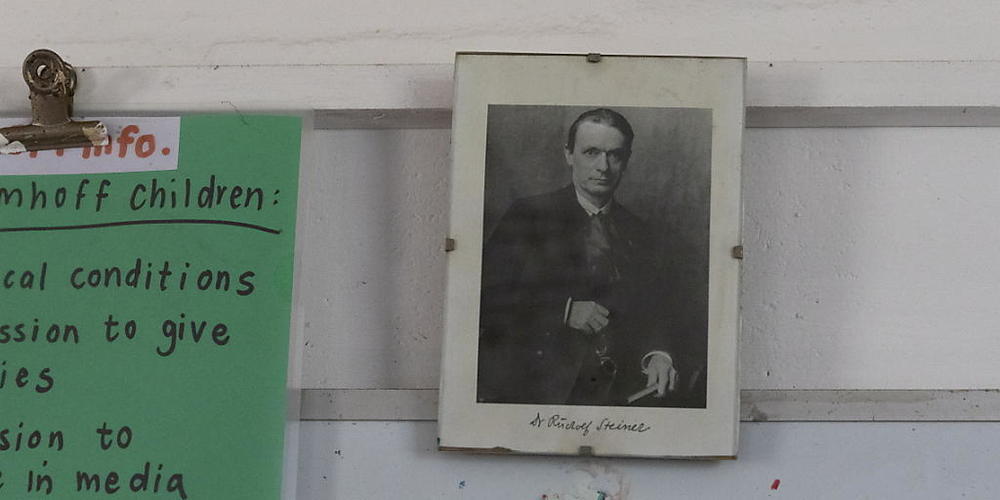 info.
mhoff Children:
cal conditions
ssion to give
ies
sion to
in media
Dr Rudolf Steiner